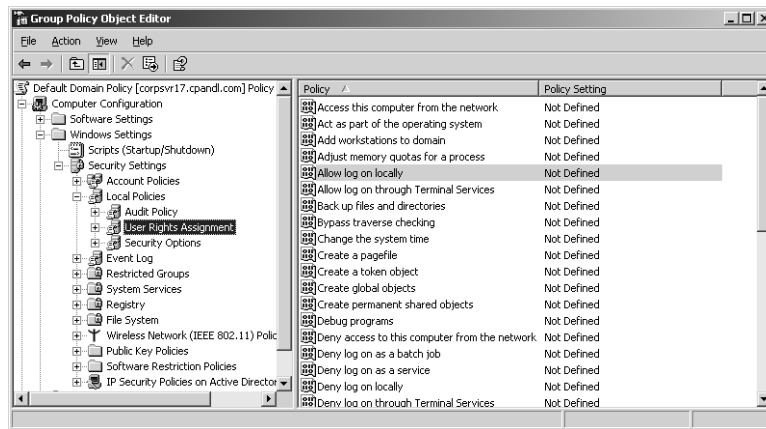 Group Policy Object Editor
File Action View Help
Default Domain Policy [corpsvr17.cpandl.com] Policy
Computer Configuration
Software Settings
Windows Settings
Scripts (Startup/Shutdown)
Security Settings
Account Policies
Local Policies
Audit Policy
User Rights Assignment
Security Options
Event Log
Restricted Groups
System Services
Registry
File System
Wireless Network (IEEE 802.11) Polic
Public Key Policies
Software Restriction Policies
IP Security Policies on Active Director
Policy Policy Setting
Access this computer from the network Not Defined
Act as part of the operating system Not Defined
Add workstations to domain Not Defined
Adjust memory quotas for a process Not Defined
Allow log on locally Not Defined
Allow log on through Terminal Services Not Defined
Back up files and directories Not Defined
Bypass traverse checking Not Defined
Change the system time Not Defined
Create a pagefile Not Defined
Create a token object Not Defined
Create global objects Not Defined
Create permanent shared objects Not Defined
Debug programs Not Defined
Deny access to this computer from the network Not Defined
Deny log on as a batch job Not Defined
Deny log on as a service Not Defined
Deny log on locally Not Defined
Deny log on through Terminal Services Not Defined